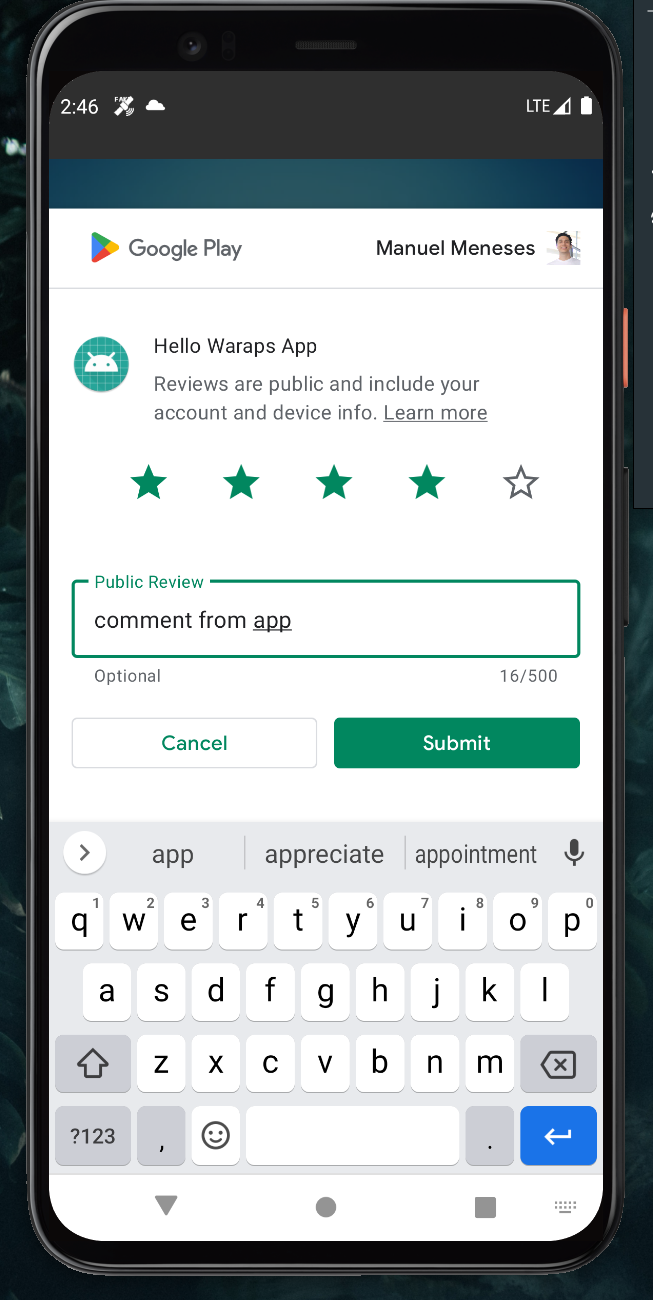 2:46 FAKE LTE
Google Play Manuel Meneses
Hello Waraps App
Reviews are public and include your
account and device info. Learn more
Public Review
comment from app
Optional 16/500
Cancel Submit
app appreciate appointment
q1 w2 e3 r4 t5 y6 u7 i8 o9 p0
a s d f g h j k l
z x c v b n m
?123 , .